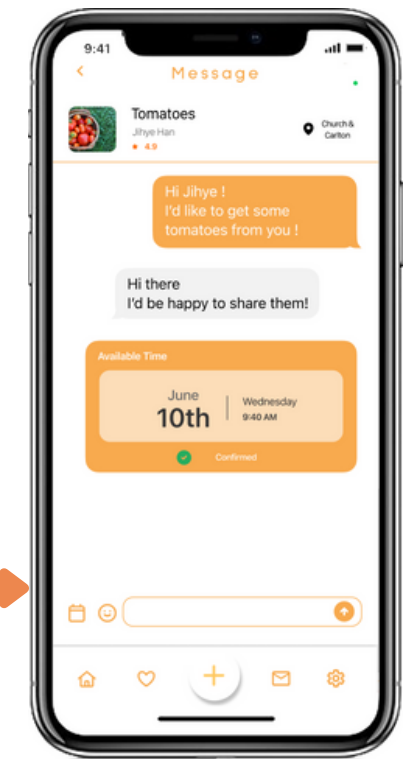 9:41
Message
Tomatoes
Jihye Han
4.9
Church &
Carlton
Hi Jihye !
I'd like to get some
tomatoes from you !
Hi there
I'd be happy to share them!
Available Time
June
10th
Wednesday
9:40 AM
Confirmed